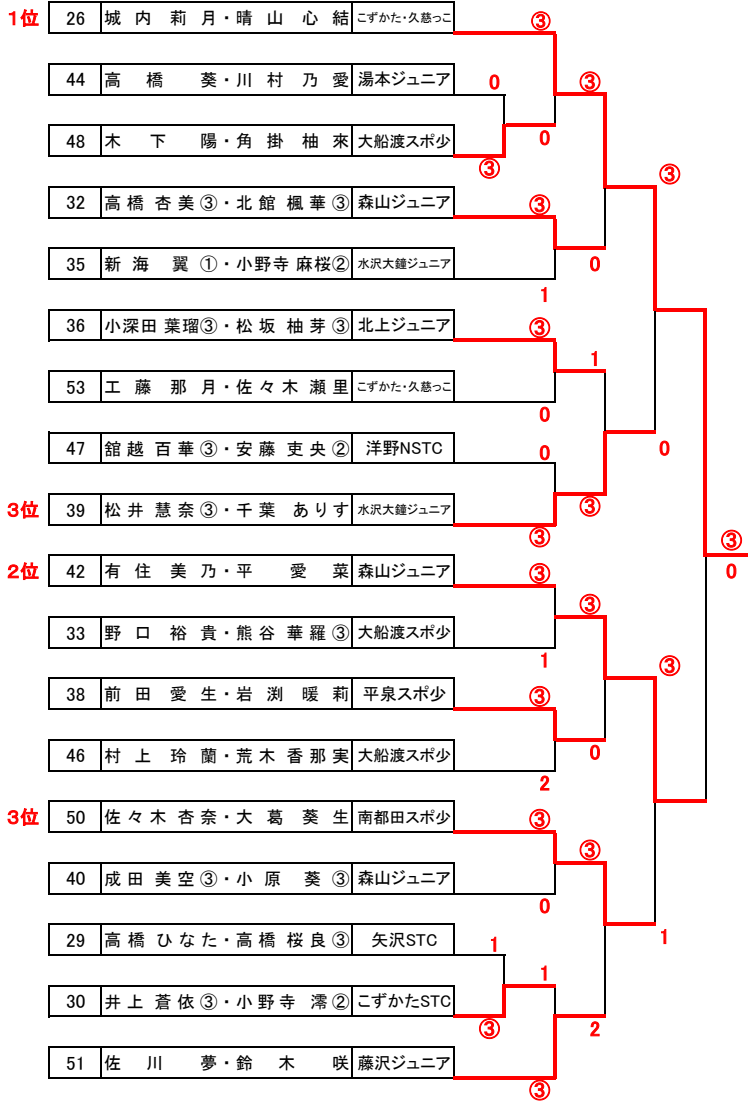 1位 26 城内莉月・晴山心結 こずかた・久慈っこ ③
44 高橋葵・川村乃愛 湯本ジュニア 0 ③
48 木下陽・角掛柚來 大船渡スポ少 ③ 0
32 高橋杏美③・北館楓華③ 森山ジュニア ③ ③
35 新海翼①・小野寺麻桜② 水沢大鐘ジュニア 1 0
36 小深田葉瑠③・松坂柚芽③ 北上ジュニア ③ 1
53 工藤那月・佐々木瀬里 こずかた・久慈っこ 0
47 舘越百華③・安藤吏央② 洋野NSTC 0 0
3位 39 松井慧奈③・千葉ありす 水沢大鐘ジュニア ③ ③
③
0
2位 42 有住美乃・平愛菜 森山ジュニア ③ ③
33 野口裕貴・熊谷華羅③ 大船渡スポ少 1
38 前田愛生・岩渕暖莉 平泉スポ少 ③ ③
46 村上玲蘭・荒木香那実 大船渡スポ少 2 0
3位 50 佐々木杏奈・大葛葵生 南都田スポ少 ③ ③
40 成田美空③・小原葵③ 森山ジュニア 0
29 高橋ひなた・高橋桜良③ 矢沢STC 1 1
30 井上蒼依③・小野寺澪② こずかたSTC ③ 1 2
51 佐川夢・鈴木咲 藤沢ジュニア ③